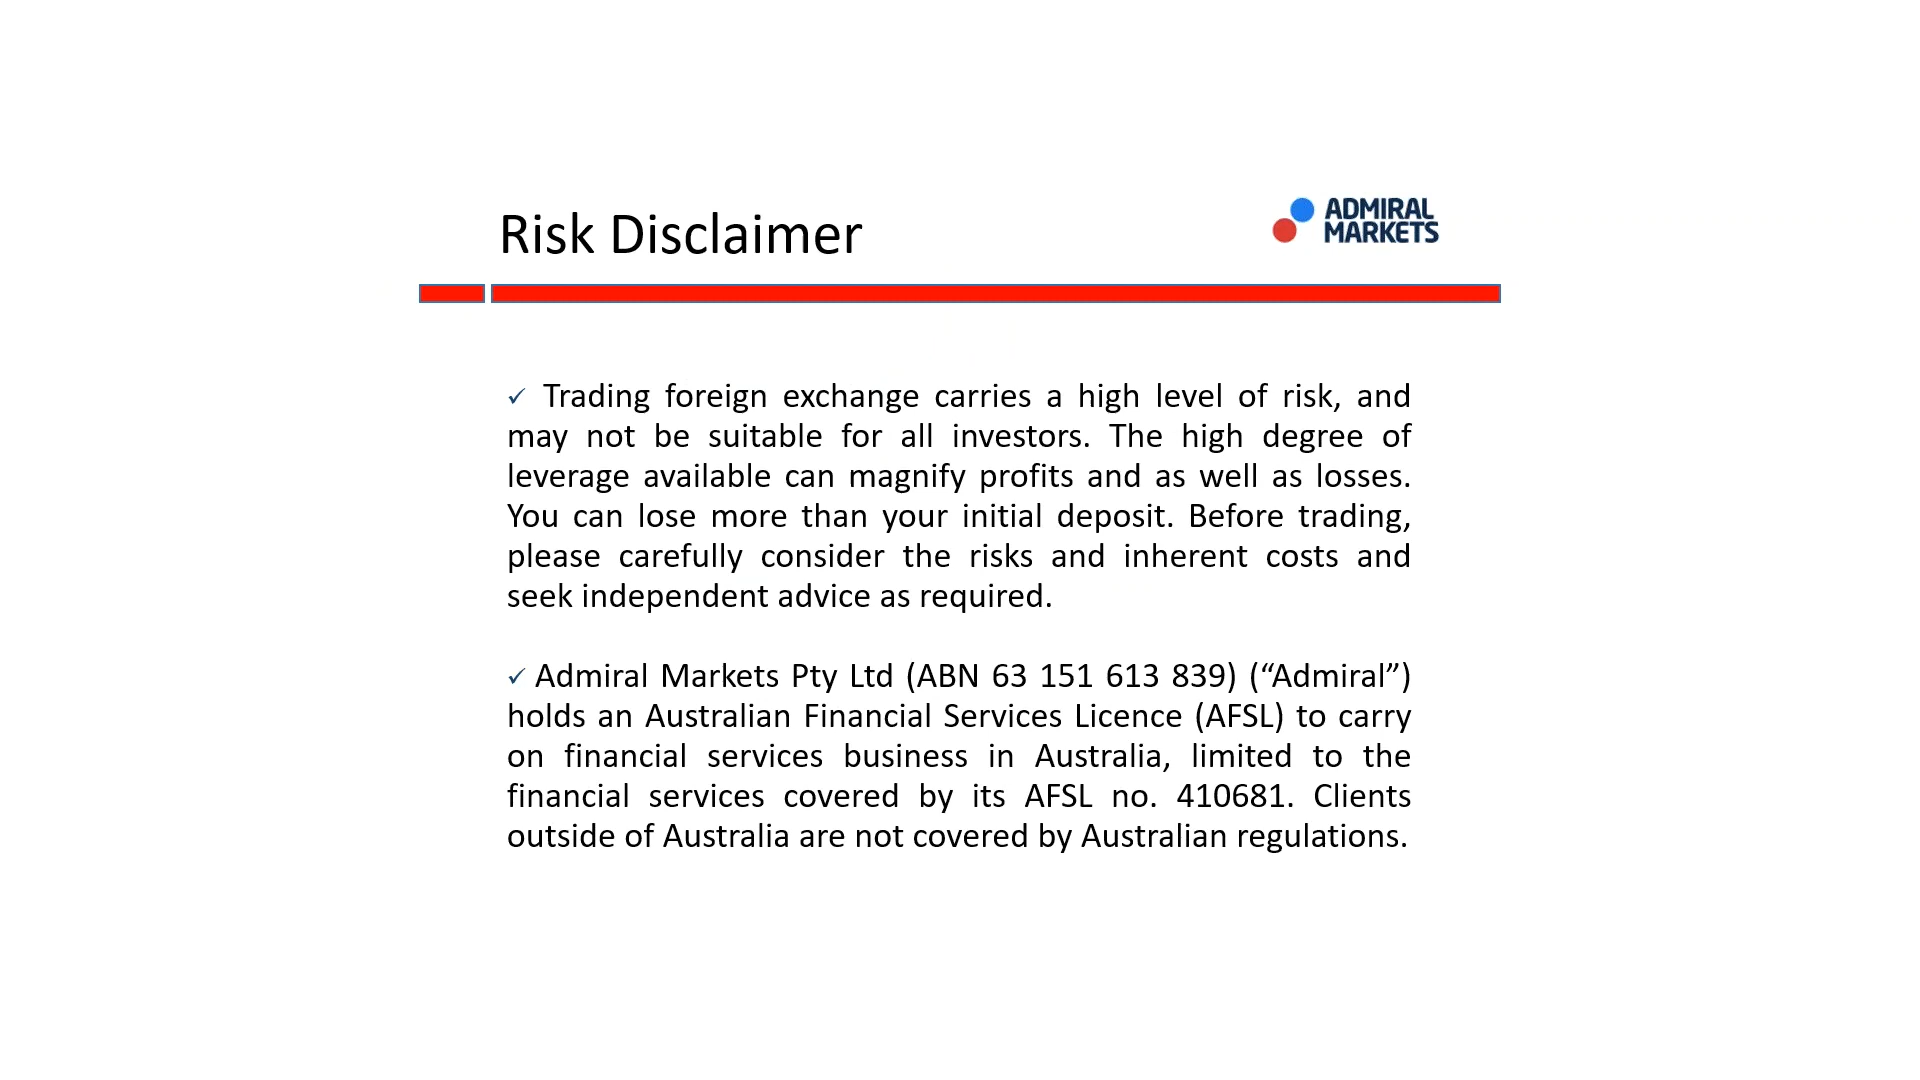 Risk Disclaimer
ADMIRAL
MARKETS
✓ Trading foreign exchange carries a high level of risk, and
may not be suitable for all investors. The high degree of
leverage available can magnify profits and as well as losses.
You can lose more than your initial deposit. Before trading,
please carefully consider the risks and inherent costs and
seek independent advice as required.
✓ Admiral Markets Pty Ltd (ABN 63 151 613 839) (“Admiral”)
holds an Australian Financial Services Licence (AFSL) to carry
on financial services business in Australia, limited to the
financial services covered by its AFSL no. 410681. Clients
outside of Australia are not covered by Australian regulations.